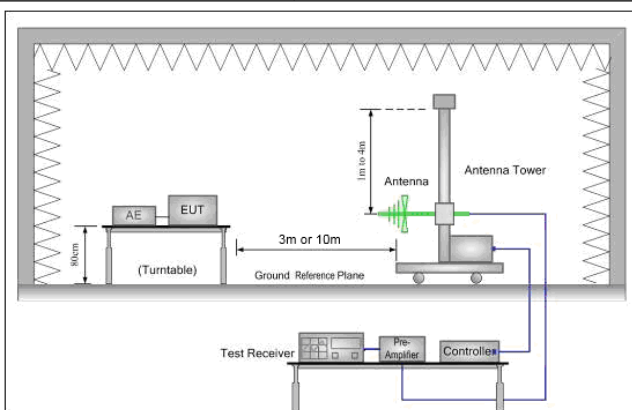 1m to 4m
Antenna
Antenna Tower
AE
EUT
80cm
3m or 10m
(Turntable)
Ground Reference Plane
Test Receiver
Pre-
Amplifier
Controller